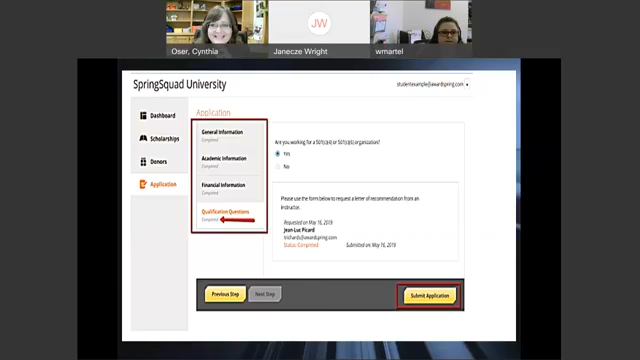 JW
Oser, Cynthia
Janecze Wright
wmartel
SpringSquad University
studentexample@awardspring.com
Dashboard
Scholarships
Donors
Application
Application
General Information
Completed
Academic Information
Completed
Financial Information
Completed
Qualification Questions
Completed
Are you working for a 501(c)(4) or 501(c)(6) organization?
Yes
No
Please use the form below to request a letter of recommendation from an
instructor.
Requested on May 16, 2019
Jean-Luc Picard
Status: Completed
Submitted on May 16, 2019
Previous Step
Next Step
Submit Application